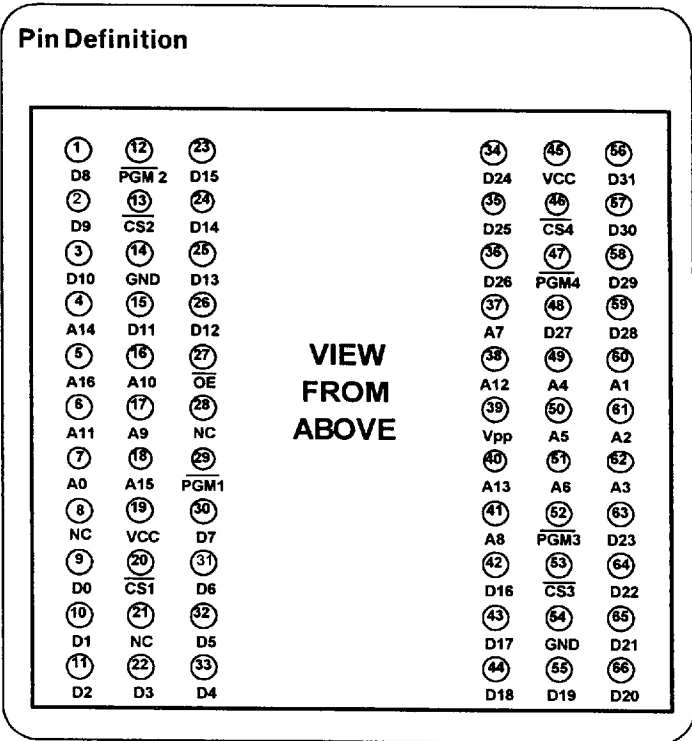 Pin Definition
1 12 23 34 45 56
D8 PGM 2 D15 D24 VCC D31
2 13 24 35 46 57
D9 CS2 D14 D25 CS4 D30
3 14 25 36 47 58
D10 GND D13 D26 PGM4 D29
4 15 26 37 48 59
A14 D11 D12 A7 D27 D28
5 16 27 38 49 60
A16 A10 OE A12 A4 A1
6 17 28 39 50 61
A11 A9 NC Vpp A5 A2
7 18 29 40 51 62
A0 A15 PGM1 A13 A6 A3
8 19 30 41 52 63
NC VCC D7 A8 PGM3 D23
9 20 31 42 53 64
D0 CS1 D6 D16 CS3 D22
10 21 32 43 54 65
D1 NC D5 D17 GND D21
11 22 33 44 55 66
D2 D3 D4 D18 D19 D20
VIEW
FROM
ABOVE